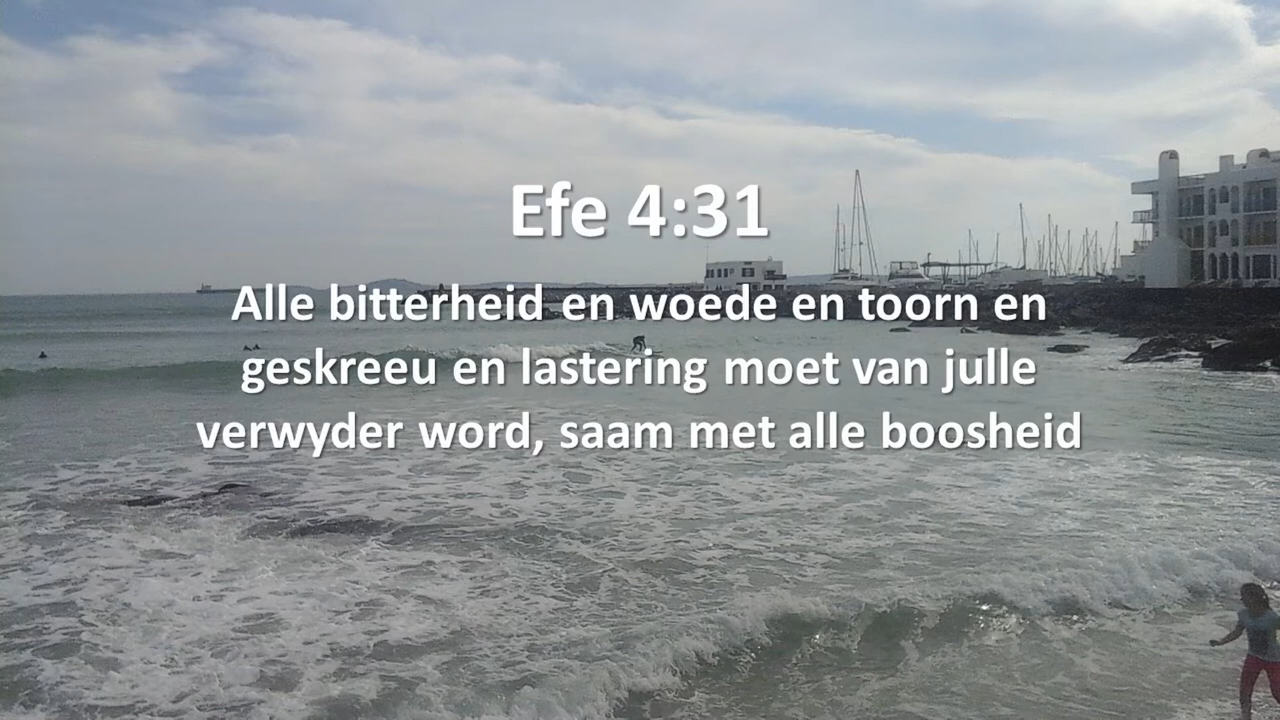 Efe 4:31
Alle bitterheid en woede en toorn en
geskreeu en lastering moet van julle
verwyder word, saam met alle boosheid